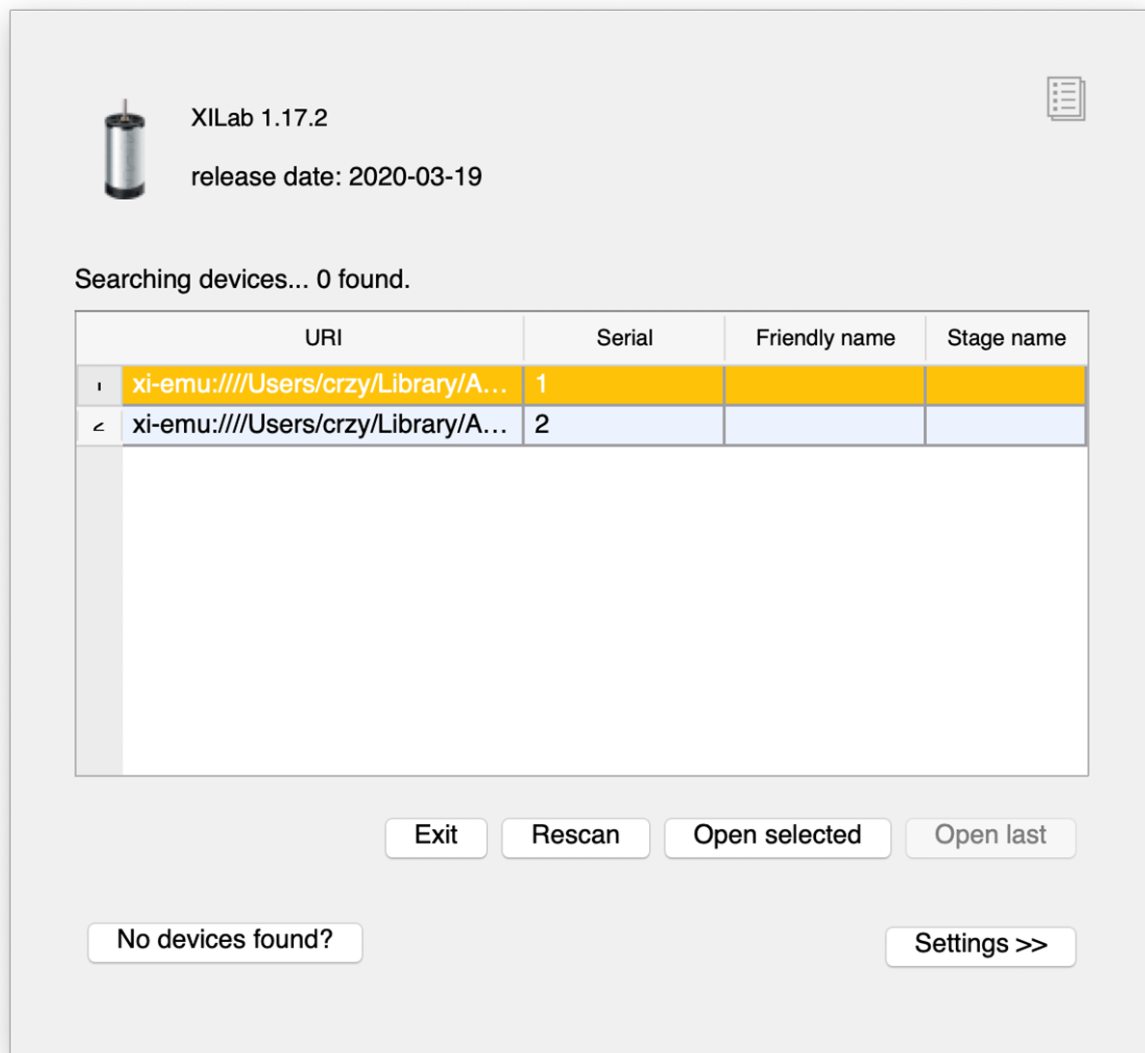 XILab 1.17.2
release date: 2020-03-19
Searching devices... 0 found.
URI Serial Friendly name Stage name
1 xi-emu:////Users/crzy/Library/A... 1
2 xi-emu:////Users/crzy/Library/A... 2
Exit Rescan Open selected Open last
No devices found? Settings >>